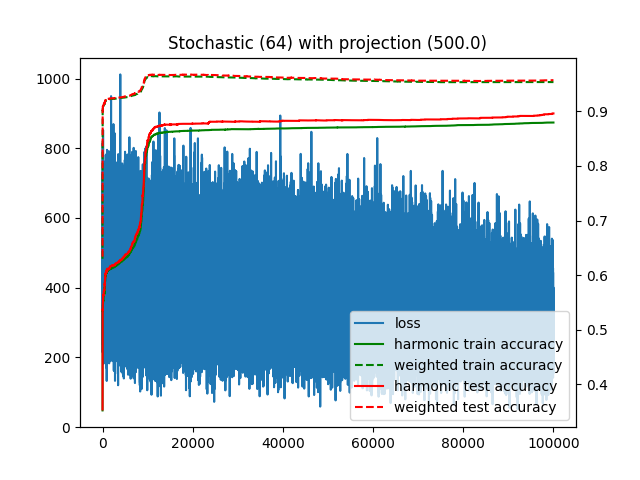 Stochastic (64) with projection (500.0)
1000
800
600
400
200
0
0.9
0.8
0.7
0.6
0.5
0.4
loss
harmonic train accuracy
weighted train accuracy
harmonic test accuracy
weighted test accuracy
0 20000 40000 60000 80000 100000